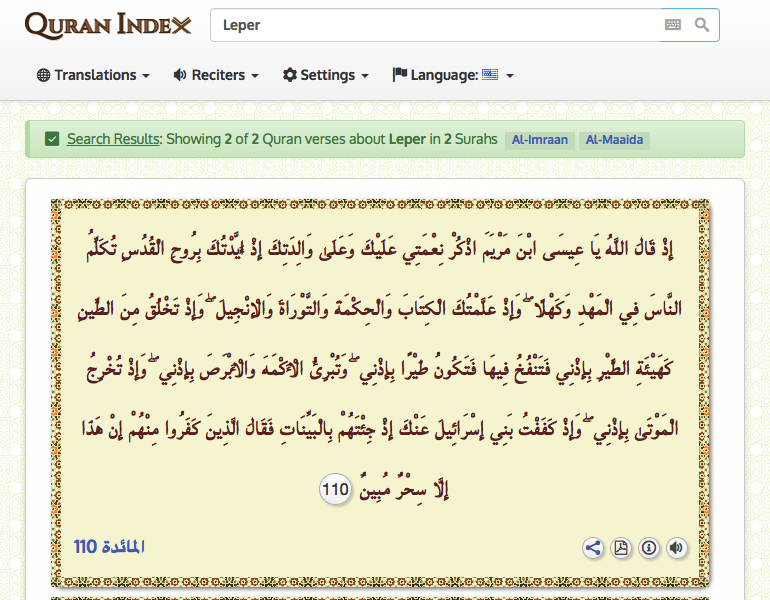 QURAN INDEX
Leper
Translations
Reciters
Settings
Language:
Search Results: Showing 2 of 2 Quran verses about Leper in 2 Surahs Al-Imraan Al-Maaida
إِذْ قَالَ اللَّهُ يَا عِيسَى ابْنَ مَرْيَمَ اذْكُرْ نِعْمَتِي عَلَيْكَ وَعَلَىٰ وَالِدَتِكَ إِذْ أَيَّدْتُكَ بِرُوحِ الْقُدُسِ تُكَلِّمُ
النَّاسَ فِي الْمَهْدِ وَكَهْلًا ۖ وَإِذْ عَلَّمْتُكَ الْكِتَابَ وَالْحِكْمَةَ وَالتَّوْرَاةَ وَالْإِنْجِيلَ ۖ وَإِذْ تَخْلُقُ مِنَ الطِّينِ
كَهَيْئَةِ الطَّيْرِ بِإِذْنِي فَتَنْفُخُ فِيهَا فَتَكُونُ طَيْرًا بِإِذْنِي ۖ وَتُبْرِئُ الْأَكْمَهَ وَالْأَبْرَصَ بِإِذْنِي ۖ وَإِذْ تُخْرِجُ
الْمَوْتَىٰ بِإِذْنِي ۖ وَإِذْ كَفَفْتُ بَنِي إِسْرَائِيلَ عَنْكَ إِذْ جِئْتَهُمْ بِالْبَيِّنَاتِ فَقَالَ الَّذِينَ كَفَرُوا مِنْهُمْ إِنْ هَٰذَا
إِلَّا سِحْرٌ مُبِينٌ 110
المائدة 110